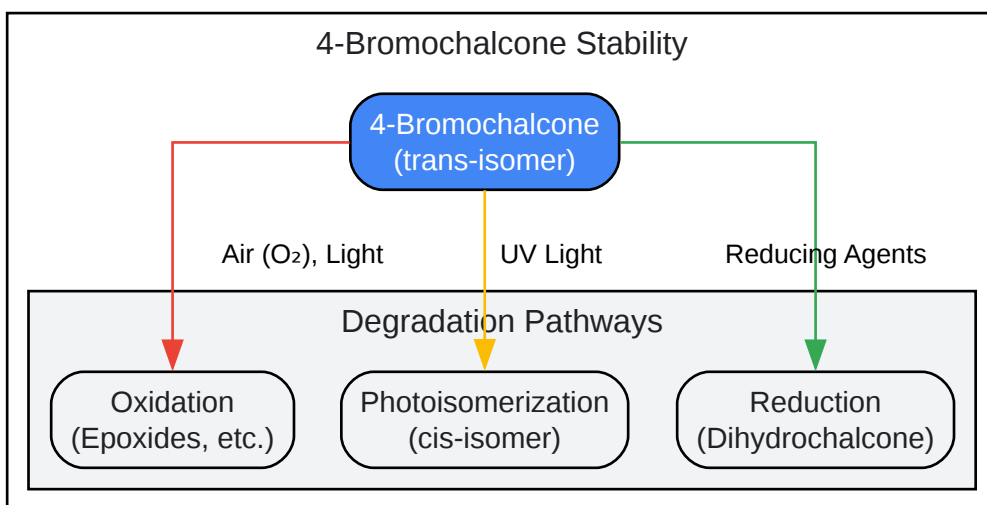 4-Bromochalcone Stability
4-Bromochalcone
(trans-isomer)
Air (O₂), Light
UV Light
Reducing Agents
Degradation Pathways
Oxidation
(Epoxides, etc.)
Photoisomerization
(cis-isomer)
Reduction
(Dihydrochalcone)